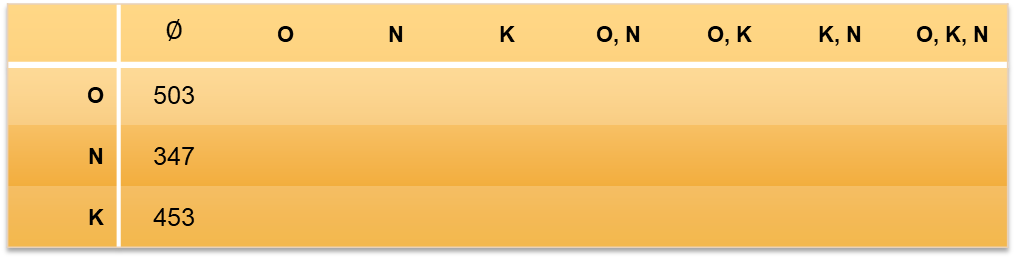 Ø O N K O, N O, K K, N O, K, N
O 503
N 347
K 453